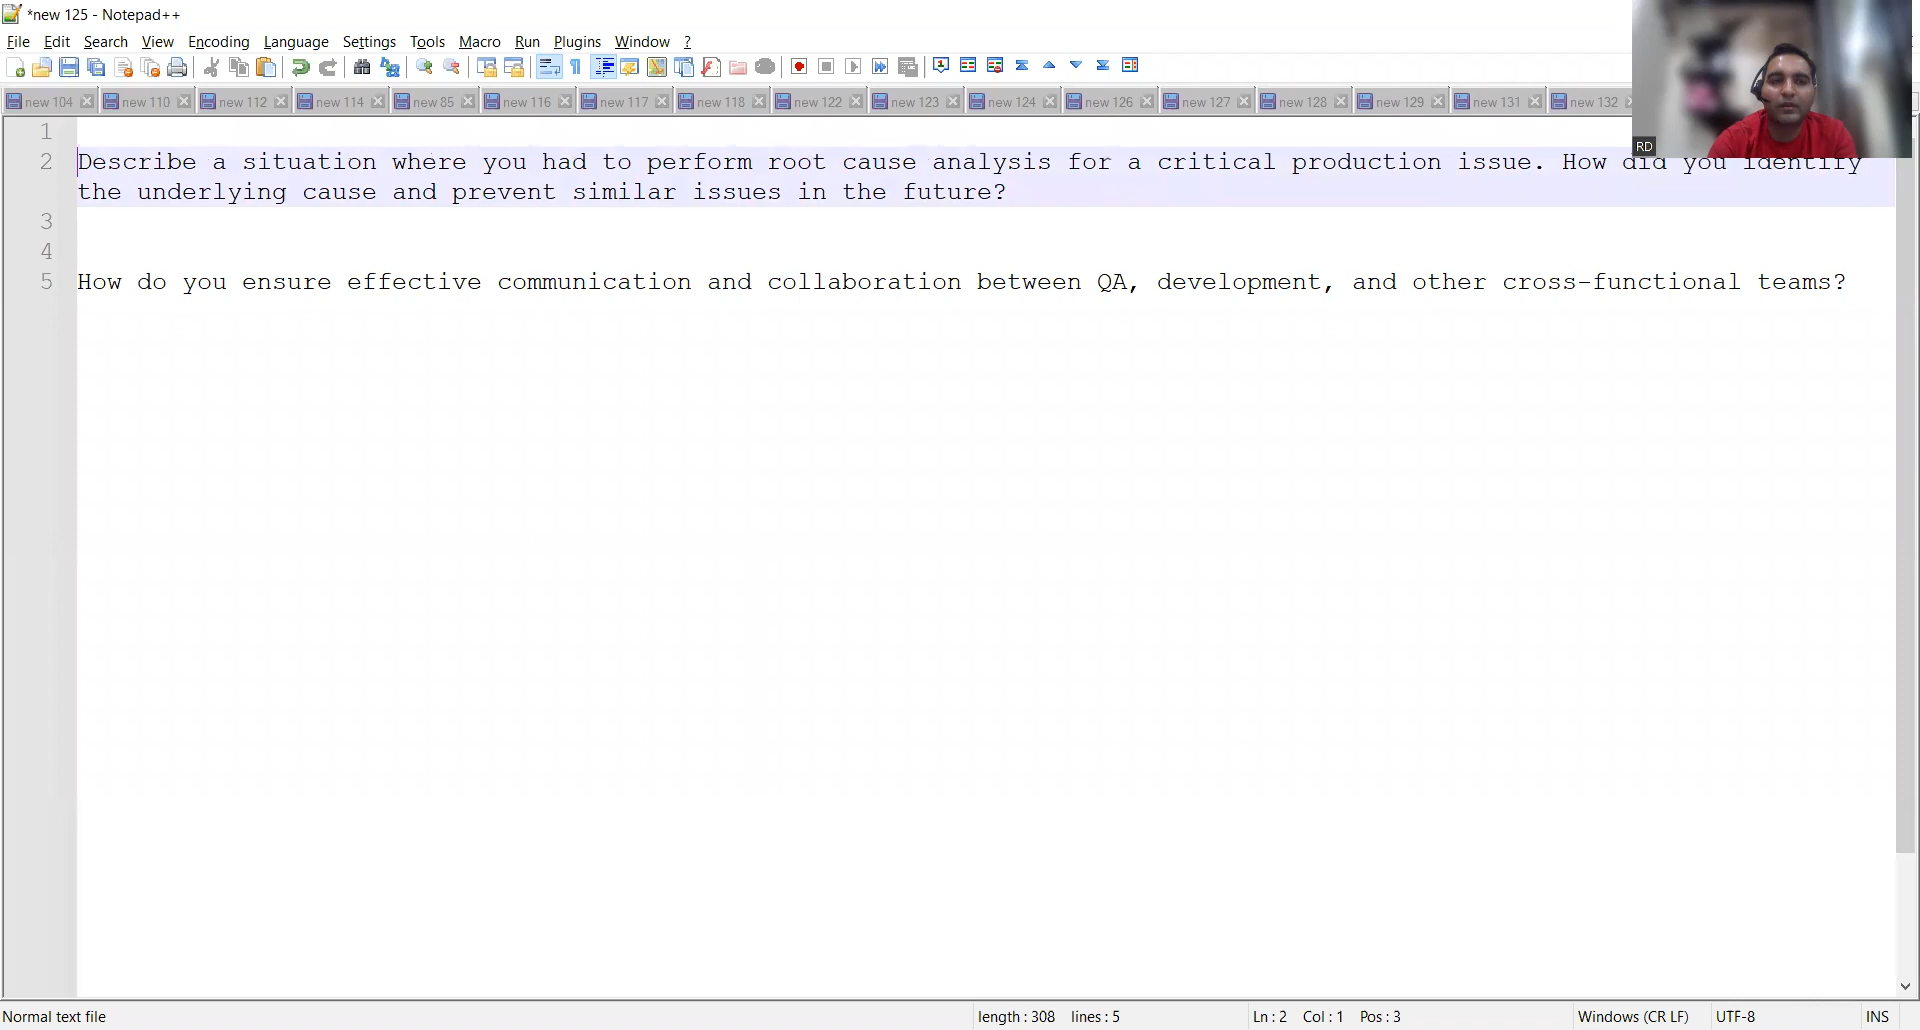 *new 125 - Notepad++
File Edit Search View Encoding Language Settings Tools Macro Run Plugins Window ?
new 104 new 110 new 112 new 114 new 85 new 116 new 117 new 118 new 122 new 123 new 124 new 126 new 127 new 128 new 129 new 131 new 132
RD
1
2 Describe a situation where you had to perform root cause analysis for a critical production issue. How did you identify
the underlying cause and prevent similar issues in the future?
3
4
5 How do you ensure effective communication and collaboration between QA, development, and other cross-functional teams?
Normal text file length : 308 lines : 5 Ln : 2 Col : 1 Pos : 3 Windows (CR LF) UTF-8 INS